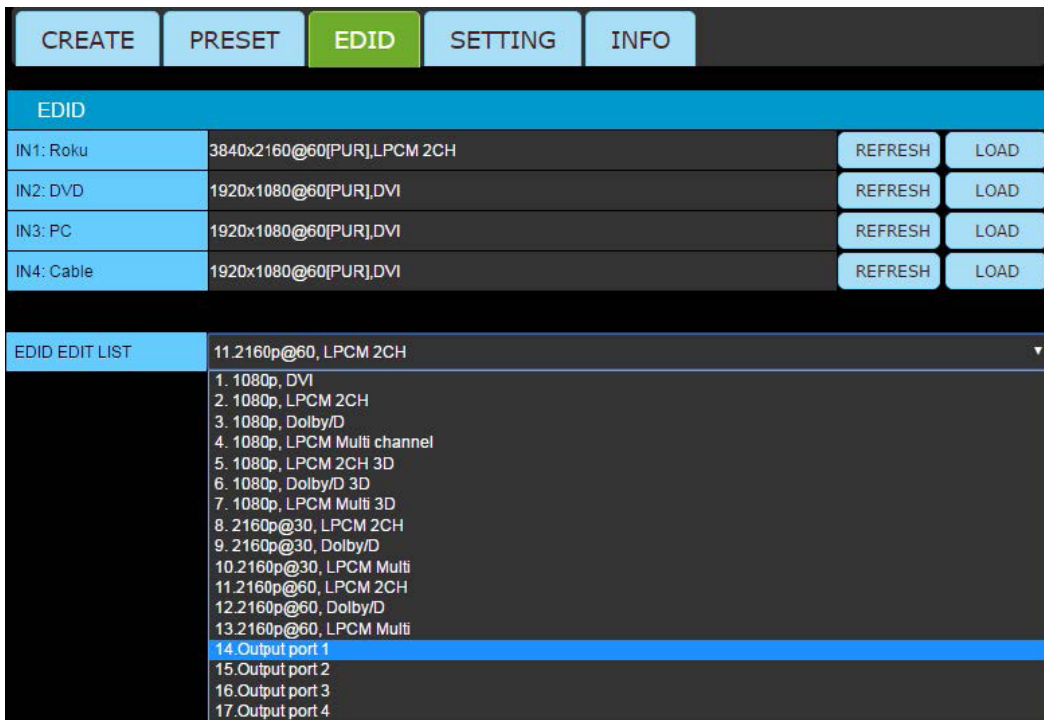 CREATE PRESET EDID SETTING INFO
EDID
IN1: Roku 3840x2160@60[PUR],LPCM 2CH REFRESH LOAD
IN2: DVD 1920x1080@60[PUR],DVI REFRESH LOAD
IN3: PC 1920x1080@60[PUR],DVI REFRESH LOAD
IN4: Cable 1920x1080@60[PUR],DVI REFRESH LOAD
EDID EDIT LIST 11.2160p@60, LPCM 2CH
1. 1080p, DVI
2. 1080p, LPCM 2CH
3. 1080p, Dolby/D
4. 1080p, LPCM Multi channel
5. 1080p, LPCM 2CH 3D
6. 1080p, Dolby/D 3D
7. 1080p, LPCM Multi 3D
8. 2160p@30, LPCM 2CH
9. 2160p@30, Dolby/D
10.2160p@30, LPCM Multi
11.2160p@60, LPCM 2CH
12.2160p@60, Dolby/D
13.2160p@60, LPCM Multi
14.Output port 1
15.Output port 2
16.Output port 3
17.Output port 4